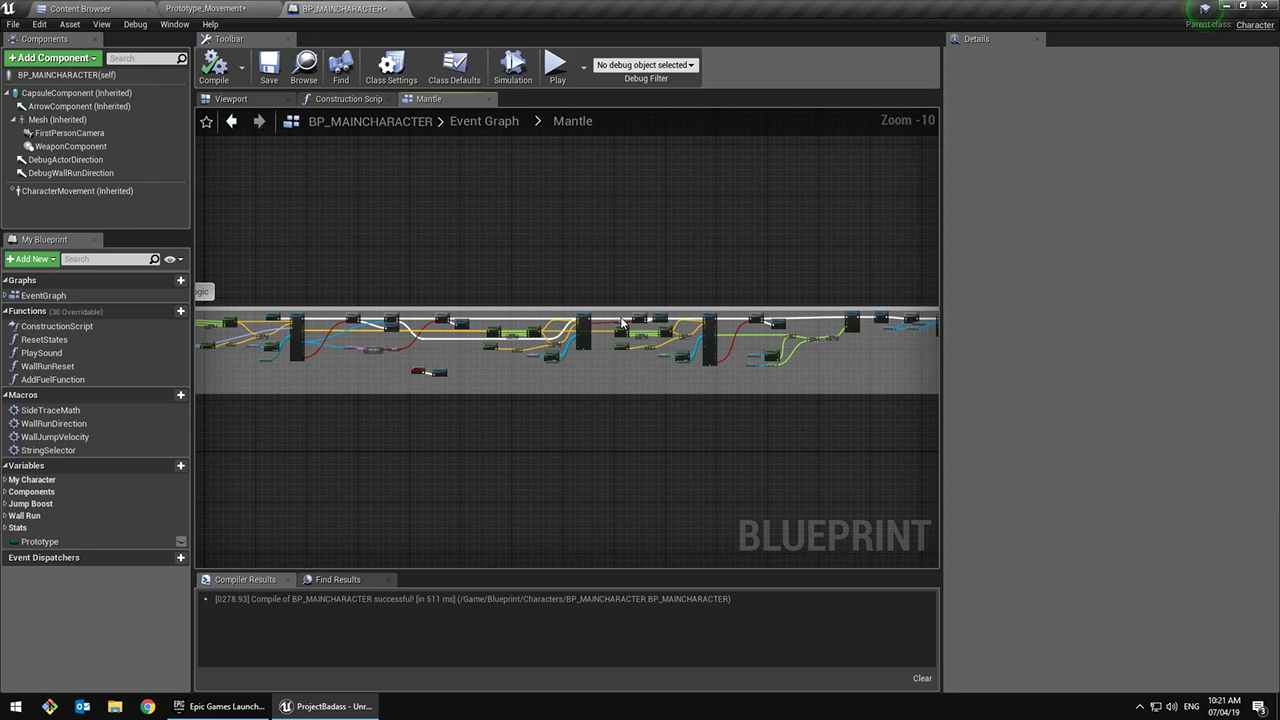 Content Browser
Prototype_Movement*
BP_MAINCHARACTER*
File Edit Asset View Debug Window Help
Parent class: Character
Components
Toolbar
Details
+Add Component
Search
Compile
Save
Browse
Find
Class Settings
Class Defaults
Simulation
Play
No debug object selected
Debug Filter
BP_MAINCHARACTER(self)
CapsuleComponent (Inherited)
ArrowComponent (Inherited)
Mesh (Inherited)
FirstPersonCamera
WeaponComponent
DebugActorDirection
DebugWallRunDirection
CharacterMovement (Inherited)
Viewport
Construction Scrip
Mantle
BP_MAINCHARACTER > Event Graph > Mantle
Zoom -10
My Blueprint
+Add New
Search
Graphs
EventGraph
Functions (30 Overridable)
ConstructionScript
ResetStates
PlaySound
WallRunReset
AddFuelFunction
Macros
SideTraceMath
WallRunDirection
WallJumpVelocity
StringSelector
Variables
My Character
Components
Jump Boost
Wall Run
Stats
Prototype
Event Dispatchers
ogic
BLUEPRINT
Compiler Results
Find Results
[0278.93] Compile of BP_MAINCHARACTER successful! [in 511 ms] (/Game/Blueprint/Characters/BP_MAINCHARACTER.BP_MAINCHARACTER)
Clear
Epic Games Launch...
ProjectBadass - Unr...
ENG
10:21 AM
07/04/19